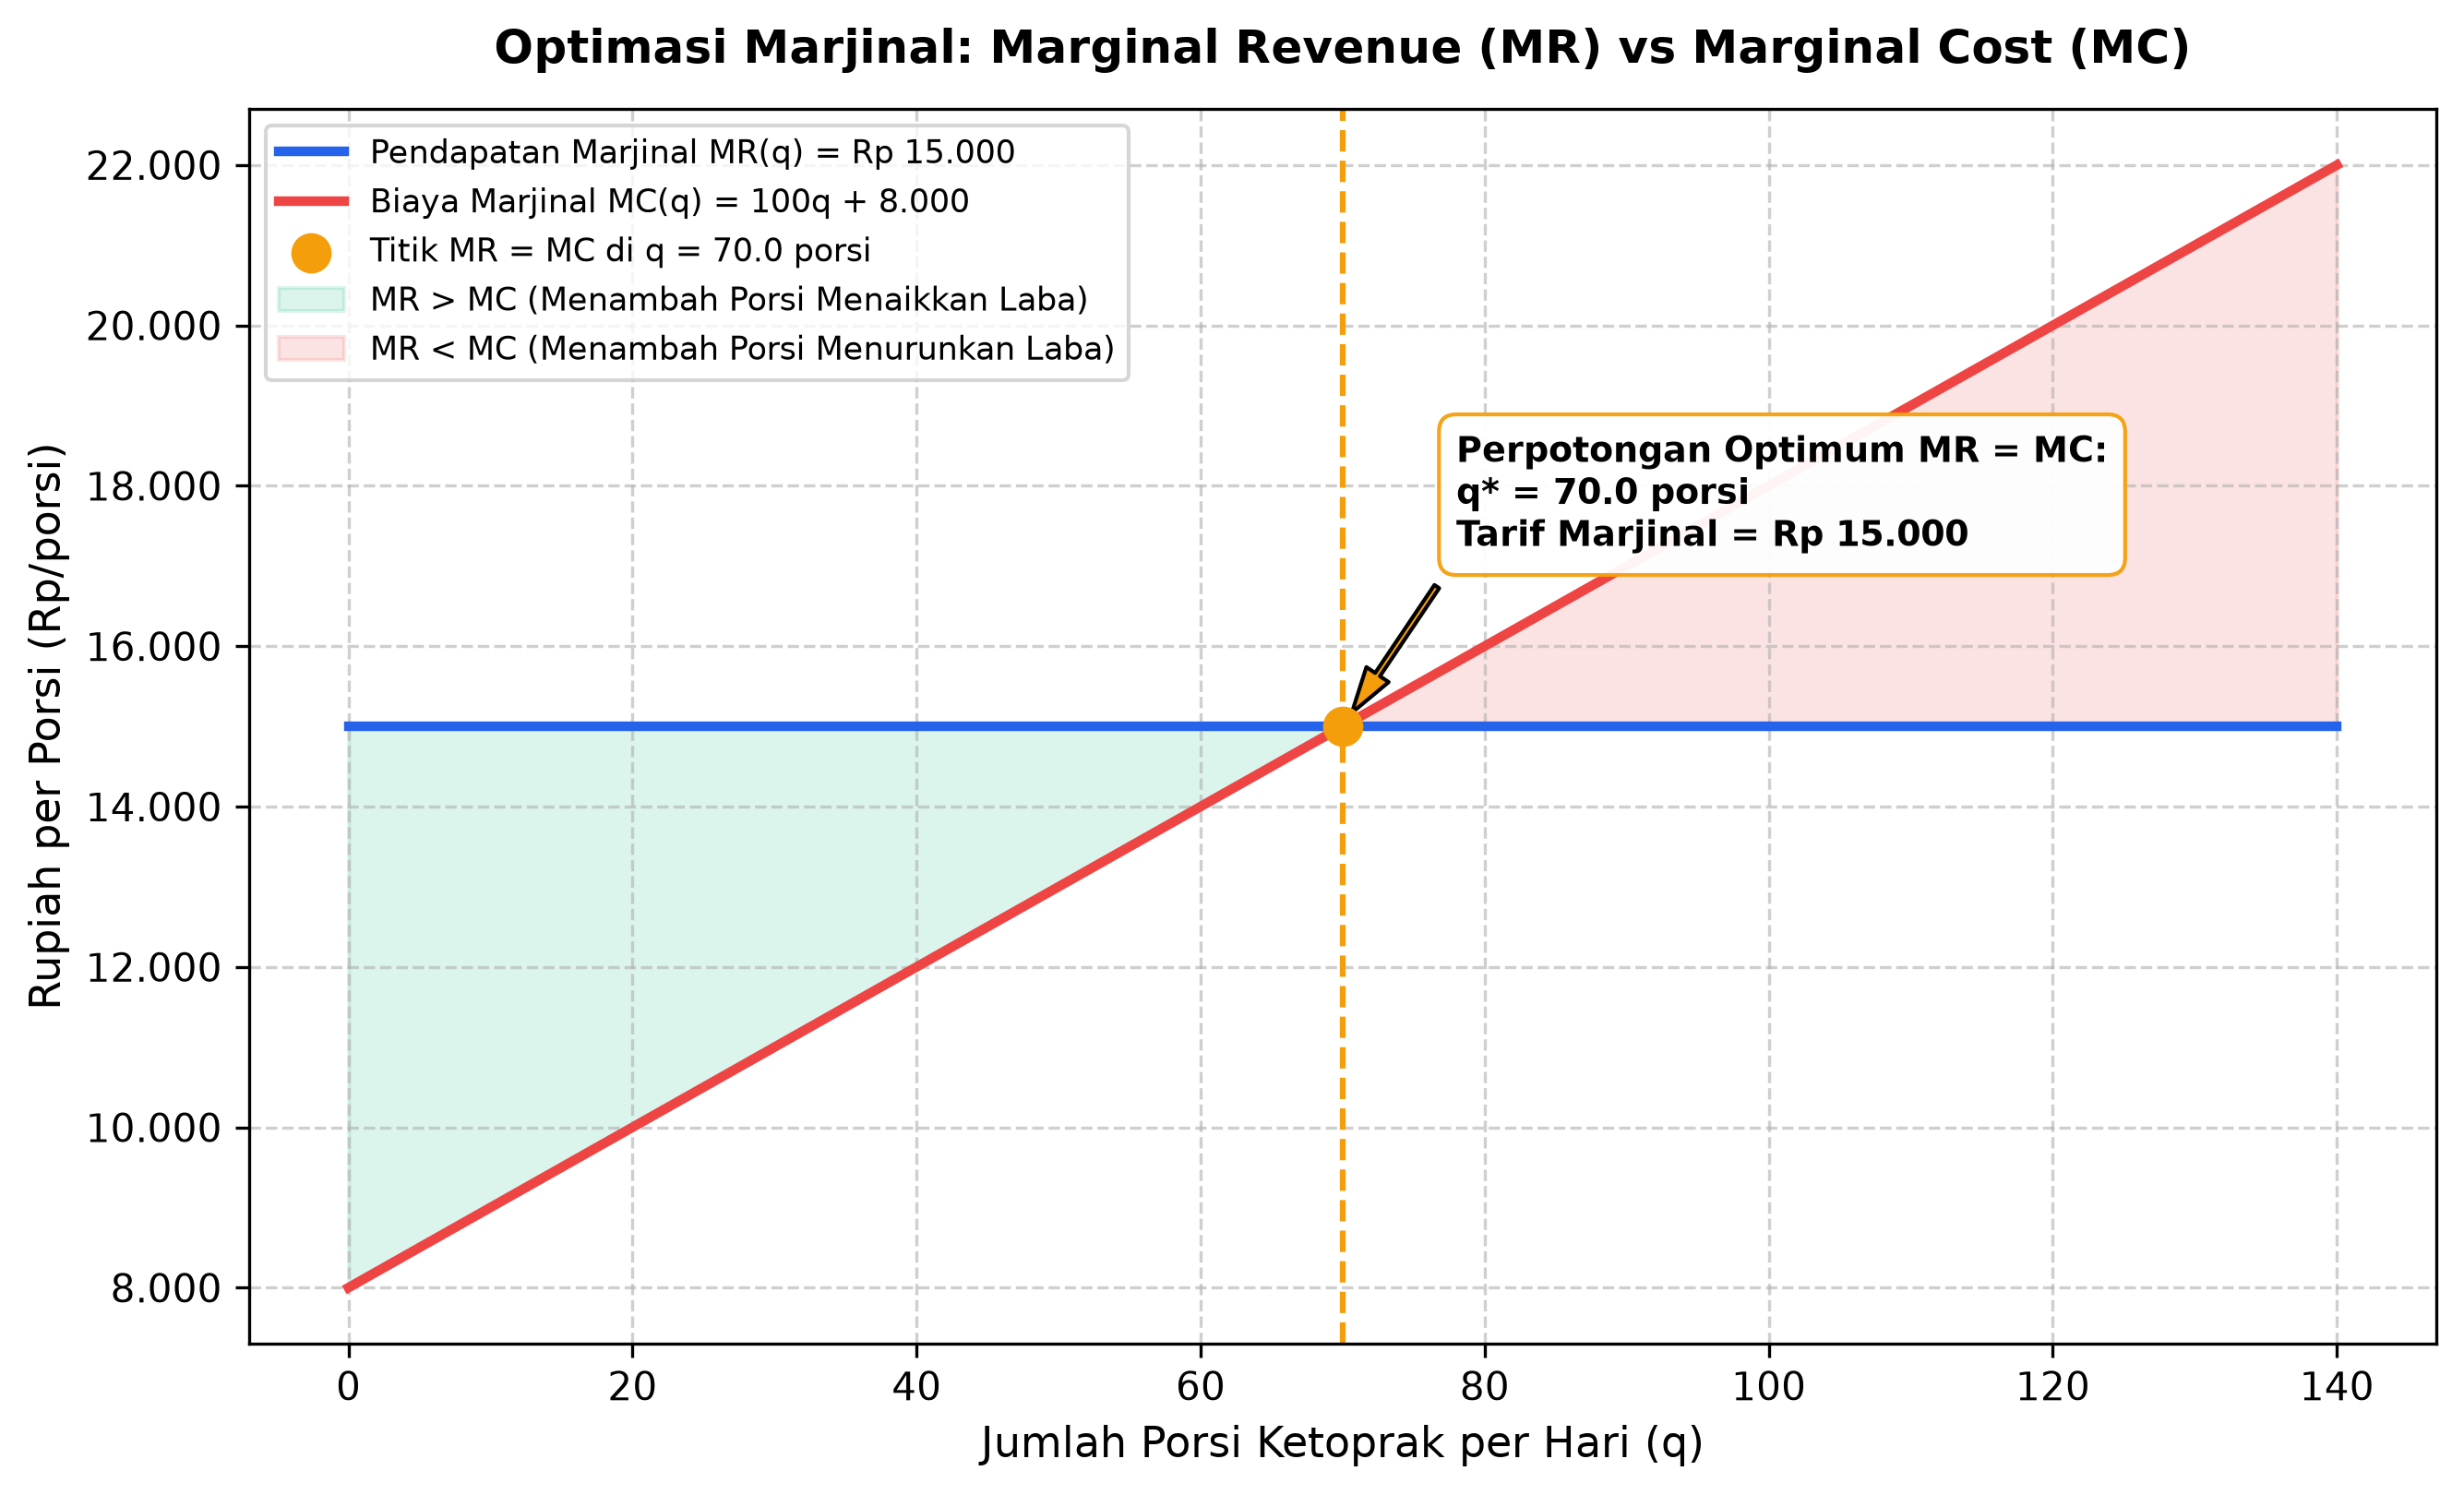 Optimasi Marjinal: Marginal Revenue (MR) vs Marginal Cost (MC)
Pendapatan Marjinal MR(q) = Rp 15.000
Biaya Marjinal MC(q) = 100q + 8.000
Titik MR = MC di q = 70.0 porsi
MR > MC (Menambah Porsi Menaikkan Laba)
MR < MC (Menambah Porsi Menurunkan Laba)
Perpotongan Optimum MR = MC:
q* = 70.0 porsi
Tarif Marjinal = Rp 15.000
Rupiah per Porsi (Rp/porsi)
22.000
20.000
18.000
16.000
14.000
12.000
10.000
8.000
0 20 40 60 80 100 120 140
Jumlah Porsi Ketoprak per Hari (q)